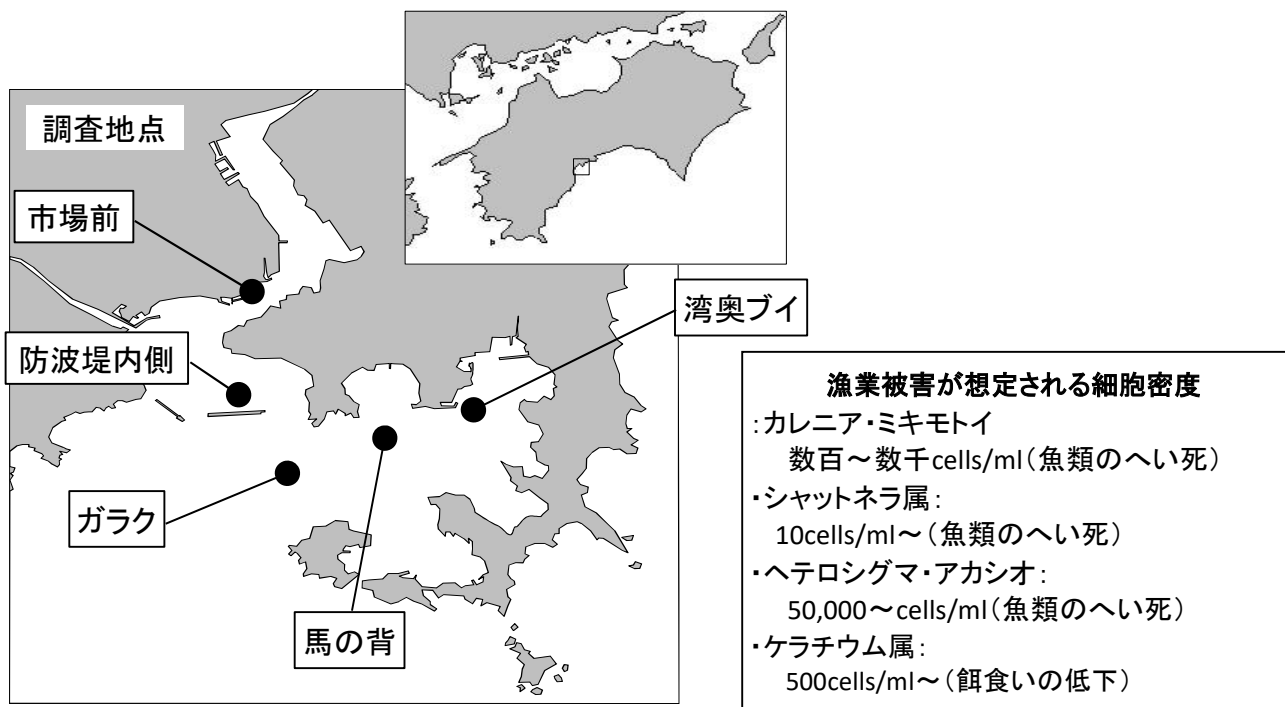 調査地点
市場前
湾奥ブイ
防波堤内側
ガラク
馬の背
漁業被害が想定される細胞密度
:カレニア・ミキモトイ
数百～数千cells/ml(魚類のへい死)
・シャットネラ属:
10cells/ml～(魚類のへい死)
・ヘテロシグマ・アカシオ:
50,000～cells/ml(魚類のへい死)
・ケラチウム属:
500cells/ml～(餌食いの低下)